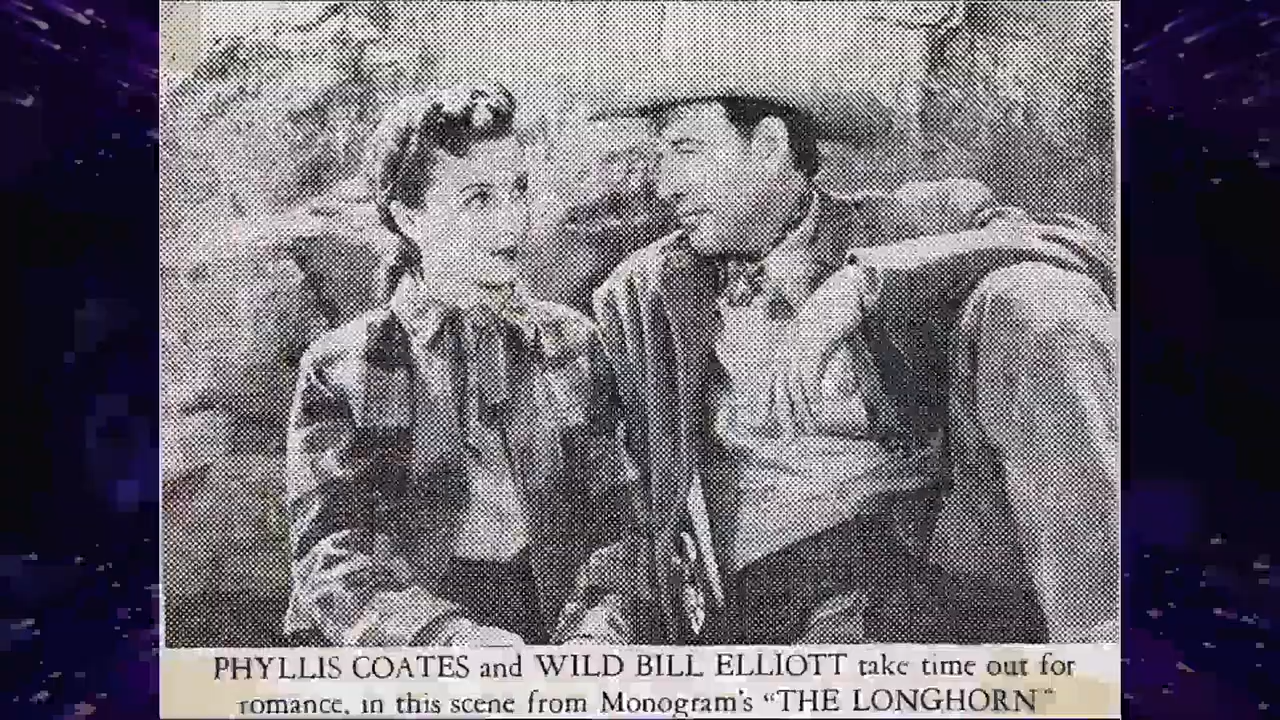 PHYLLIS COATES and WILD BILL ELLIOTT take time out for
romance, in this scene from Monogram's "THE LONGHORN"